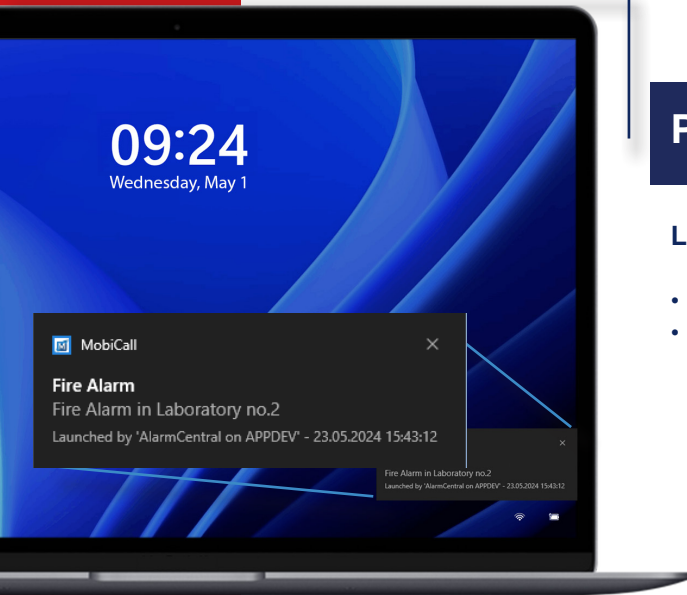 09:24
Wednesday, May 1
P
L
MobiCall
Fire Alarm
Fire Alarm in Laboratory no.2
Launched by 'AlarmCentral on APPDEV' - 23.05.2024 15:43:12
Fire Alarm in Laboratory no.2
Launched by 'AlarmCentral on APPDEV' - 23.05.2024 15:43:12